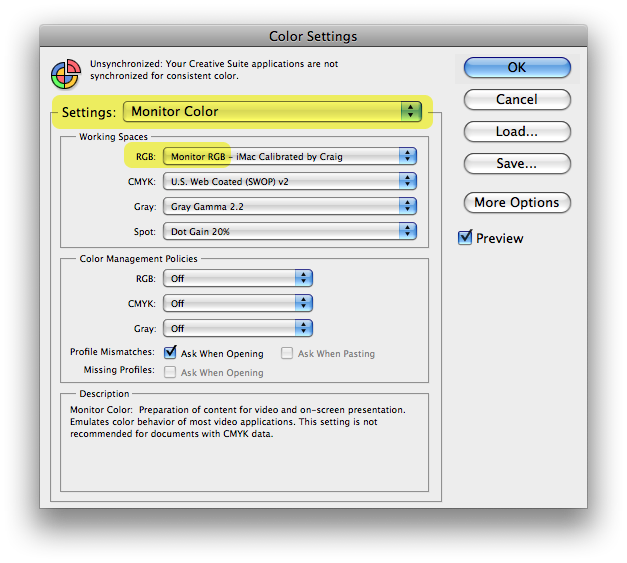 Color Settings
Unsynchronized: Your Creative Suite applications are not
synchronized for consistent color.
OK
Cancel
Load...
Save...
More Options
Preview
Settings: Monitor Color
Working Spaces
RGB: Monitor RGB - iMac Calibrated by Craig
CMYK: U.S. Web Coated (SWOP) v2
Gray: Gray Gamma 2.2
Spot: Dot Gain 20%
Color Management Policies
RGB: Off
CMYK: Off
Gray: Off
Profile Mismatches: Ask When Opening Ask When Pasting
Missing Profiles: Ask When Opening
Description
Monitor Color: Preparation of content for video and on-screen presentation.
Emulates color behavior of most video applications. This setting is not
recommended for documents with CMYK data.